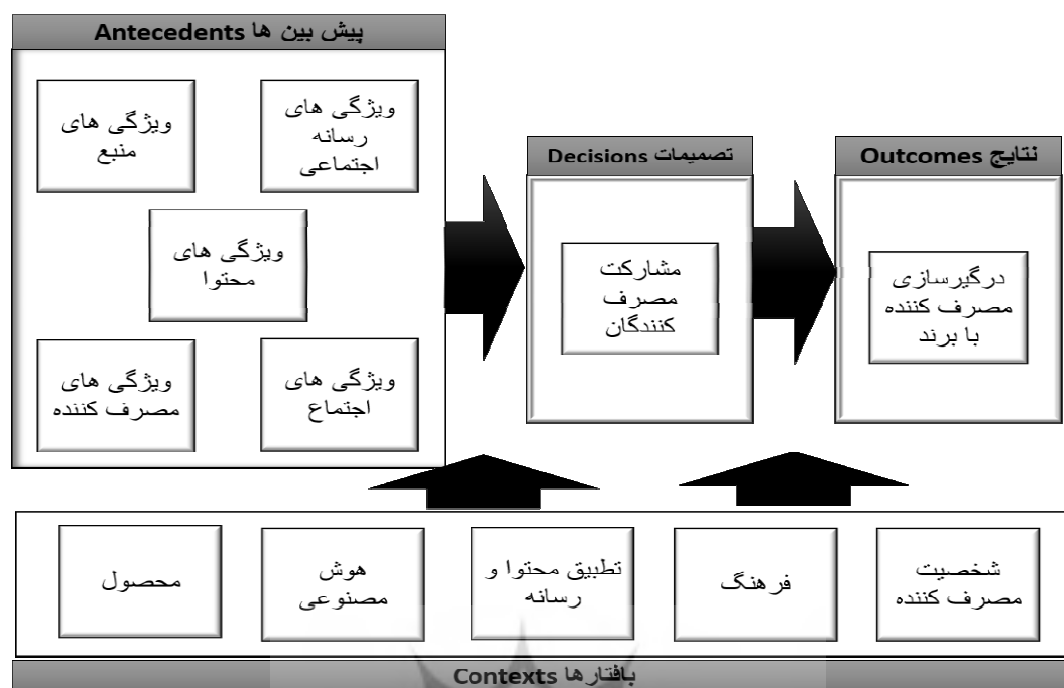 پیش بین ها Antecedents
ویژگی های
رسانه
اجتماعی
ویژگی های
منبع
ویژگی های
محتوا
ویژگی های
اجتماع
ویژگی های
مصرف کننده
تصمیمات Decisions
مشارکت
مصرف
کنندگان
نتایج Outcomes
درگیرسازی
مصرف کننده
با برند
شخصیت
مصرف کننده
فرهنگ
تطبیق محتوا و
رسانه
هوش
مصنوعی
محصول
بافتارها Contexts